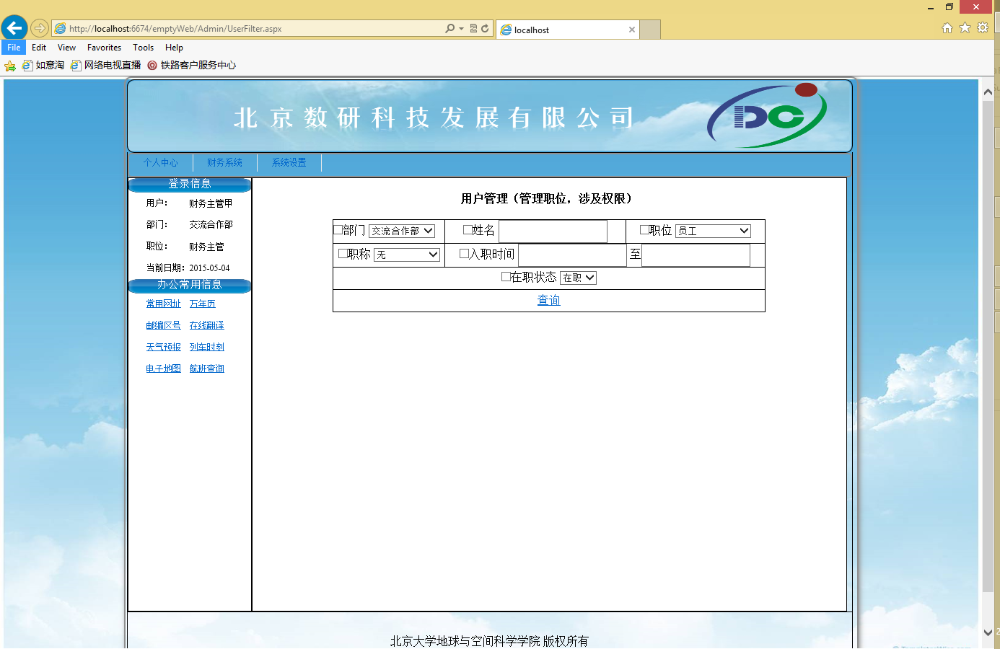 http://localhost:6674/emptyWeb/Admin/UserFilter.aspx
localhost
File Edit View Favorites Tools Help
如意淘 网络电视直播 铁路客户服务中心
北京数研科技发展有限公司
DC
个人中心 财务系统 系统设置
登录信息
用户: 财务主管甲
部门: 交流合作部
职位: 财务主管
当前日期: 2015-05-04
办公常用信息
常用网址 万年历
邮编区号 在线翻译
天气预报 列车时刻
电子地图 航班查询
用户管理（管理职位，涉及权限）
部门 交流合作部 姓名 职位 员工
职称 无 入职时间 至
在职状态 在职
查询
北京大学地球与空间科学学院 版权所有